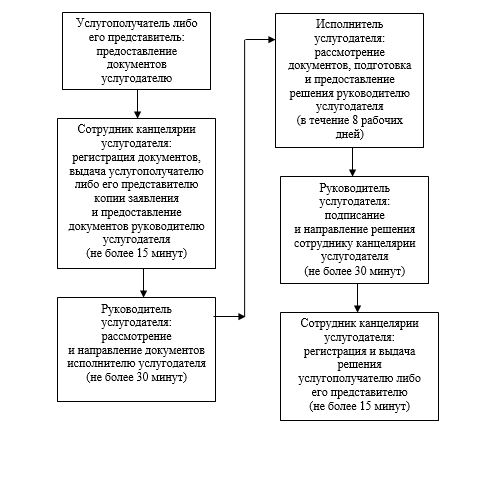 Услугополучатель либо
его представитель:
предоставление
документов
услугодателю
Сотрудник канцелярии
услугодателя:
регистрация документов,
выдача услугополучателю
либо его представителю
копии заявления
и предоставление
документов руководителю
услугодателя
(не более 15 минут)
Руководитель
услугодателя:
рассмотрение
и направление документов
исполнителю услугодателя
(не более 30 минут)
Исполнитель
услугодателя:
рассмотрение
документов, подготовка
и предоставление
решения руководителю
услугодателя
(в течение 8 рабочих
дней)
Руководитель
услугодателя:
подписание
и направление решения
сотруднику канцелярии
услугодателя
(не более 30 минут)
Сотрудник канцелярии
услугодателя:
регистрация и выдача
решения
услугополучателю либо
его представителю
(не более 15 минут)